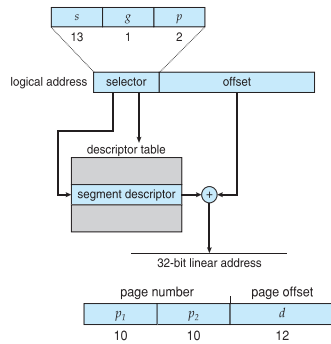 s g p
13 1 2
logical address selector offset
descriptor table
segment descriptor +
32-bit linear address
page number page offset
p1 p2 d
10 10 12